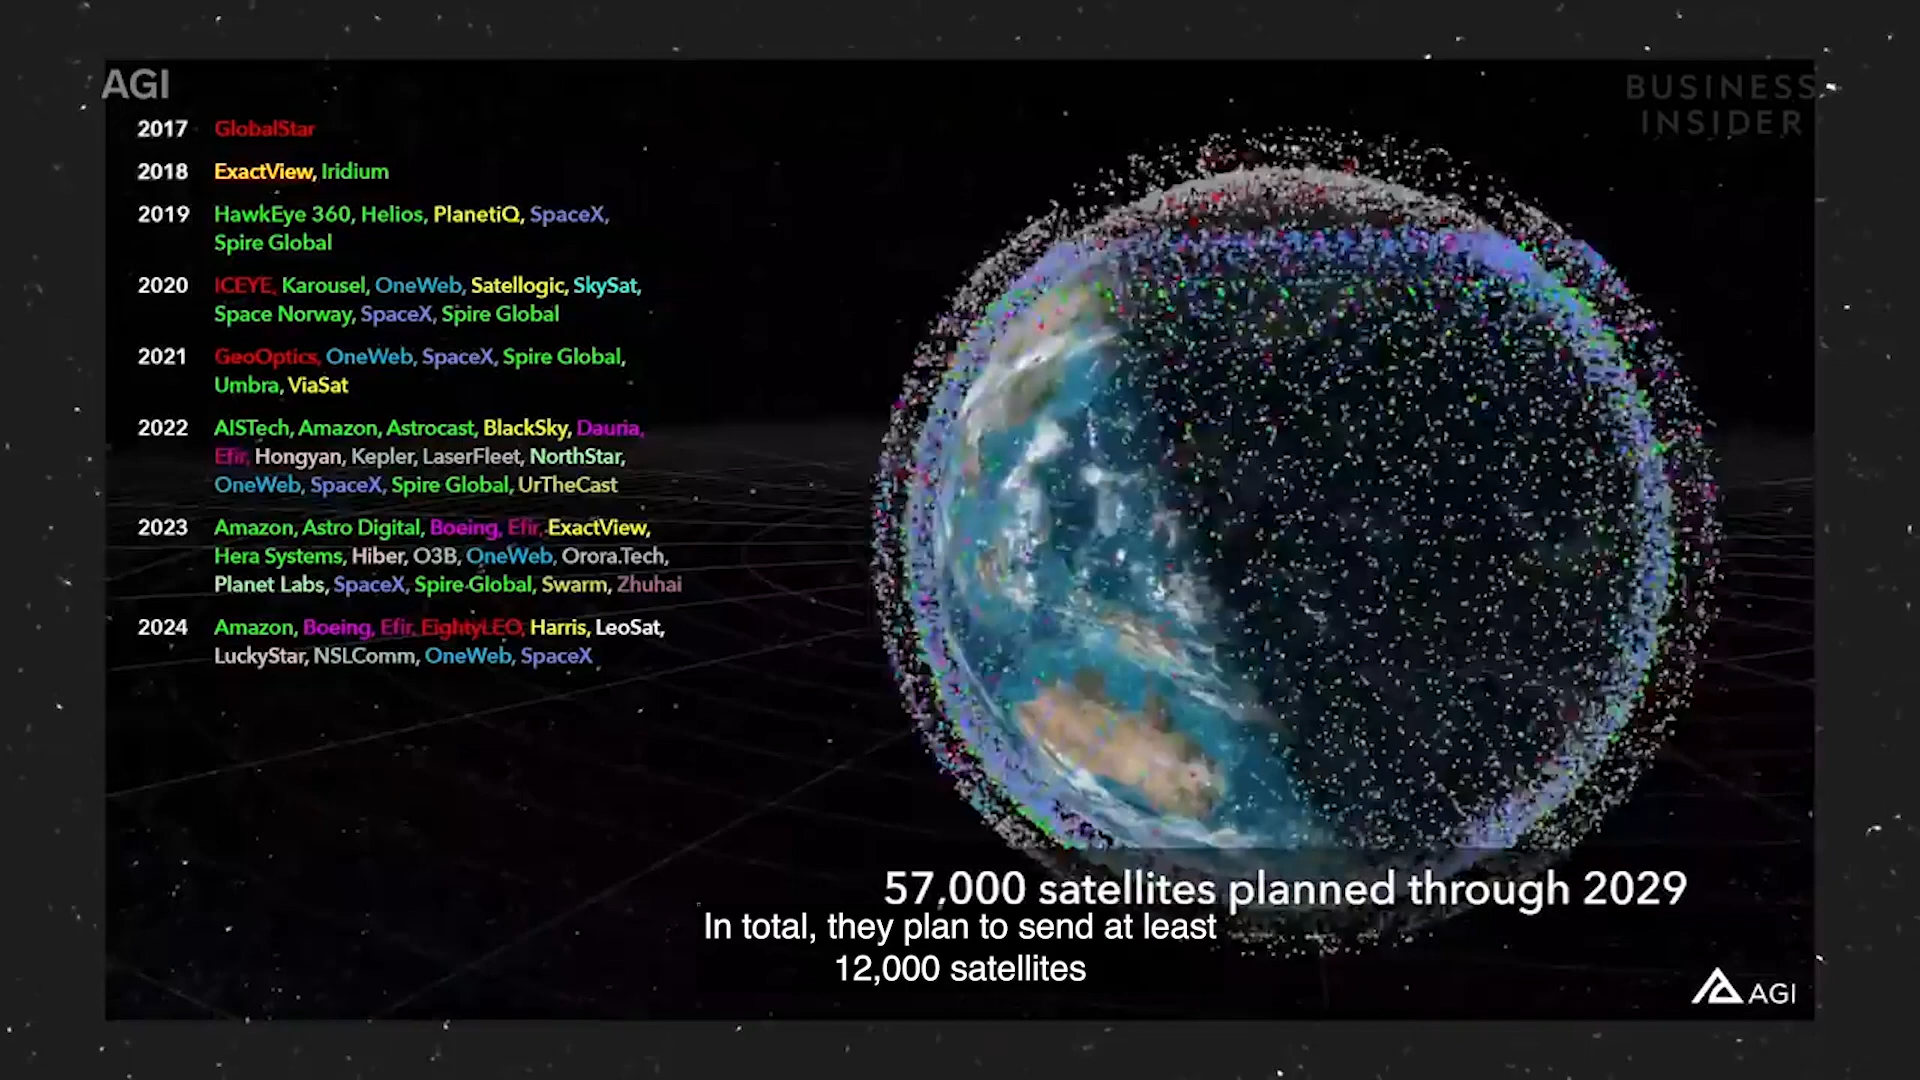 AGI
BUSINESS
INSIDER
2017 GlobalStar
2018 ExactView, Iridium
2019 HawkEye 360, Helios, PlanetiQ, SpaceX,
Spire Global
2020 ICEYE, Karousel, OneWeb, Satellogic, SkySat,
Space Norway, SpaceX, Spire Global
2021 GeoOptics, OneWeb, SpaceX, Spire Global,
Umbra, ViaSat
2022 AISTech, Amazon, Astrocast, BlackSky, Dauria,
Efir, Hongyan, Kepler, LaserFleet, NorthStar,
OneWeb, SpaceX, Spire Global, UrTheCast
2023 Amazon, Astro Digital, Boeing, Efir, ExactView,
Hera Systems, Hiber, O3B, OneWeb, Orora.Tech,
Planet Labs, SpaceX, Spire Global, Swarm, Zhuhai
2024 Amazon, Boeing, Efir, EightyLEO, Harris, LeoSat,
LuckyStar, NSLComm, OneWeb, SpaceX
57,000 satellites planned through 2029
In total, they plan to send at least
12,000 satellites
AGI